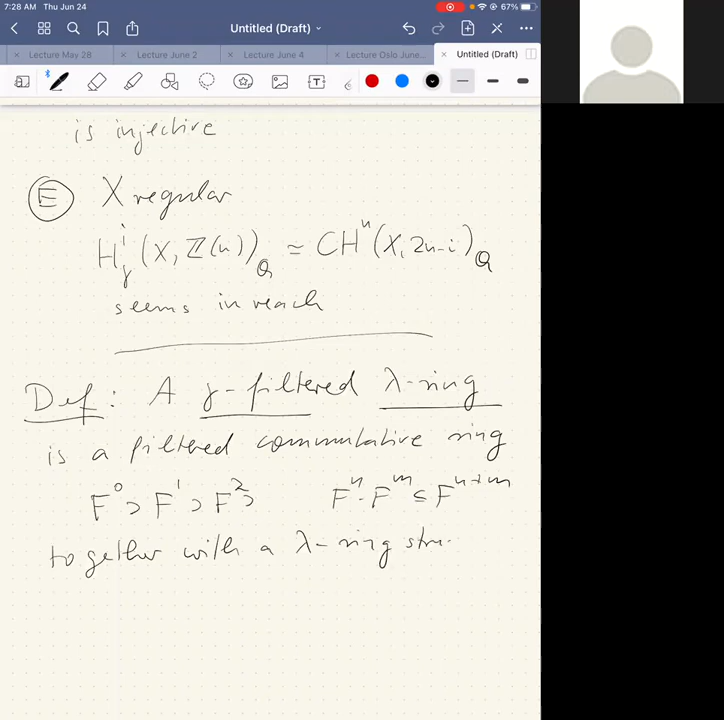 7:28 AM Thu Jun 24
67%
Untitled (Draft)
Lecture May 28
Lecture June 2
Lecture June 4
Lecture Oslo June...
Untitled (Draft)
is injective
(E) X regular
H^i_γ (X, ℤ(n))_Q ≃ CH^n (X, 2n-i)_Q
seems in reach
Def: A γ-filtered λ-ring
is a filtered commutative ring
F^0 ⊃ F^1 ⊃ F^2 ⊃ F^n · F^m ⊆ F^{n+m}
together with a λ-ring stru